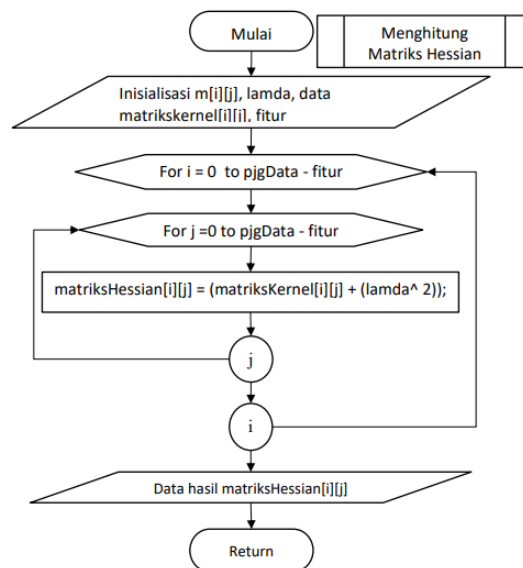 Mulai
Menghitung
Matriks Hessian
Inisialisasi m[i][j], lamda, data
matrikskernel[i][j], fitur
For i = 0 to pjgData - fitur
For j =0 to pjgData - fitur
matriksHessian[i][j] = (matriksKernel[i][j] + (lamda^ 2));
j
i
Data hasil matriksHessian[i][j]
Return